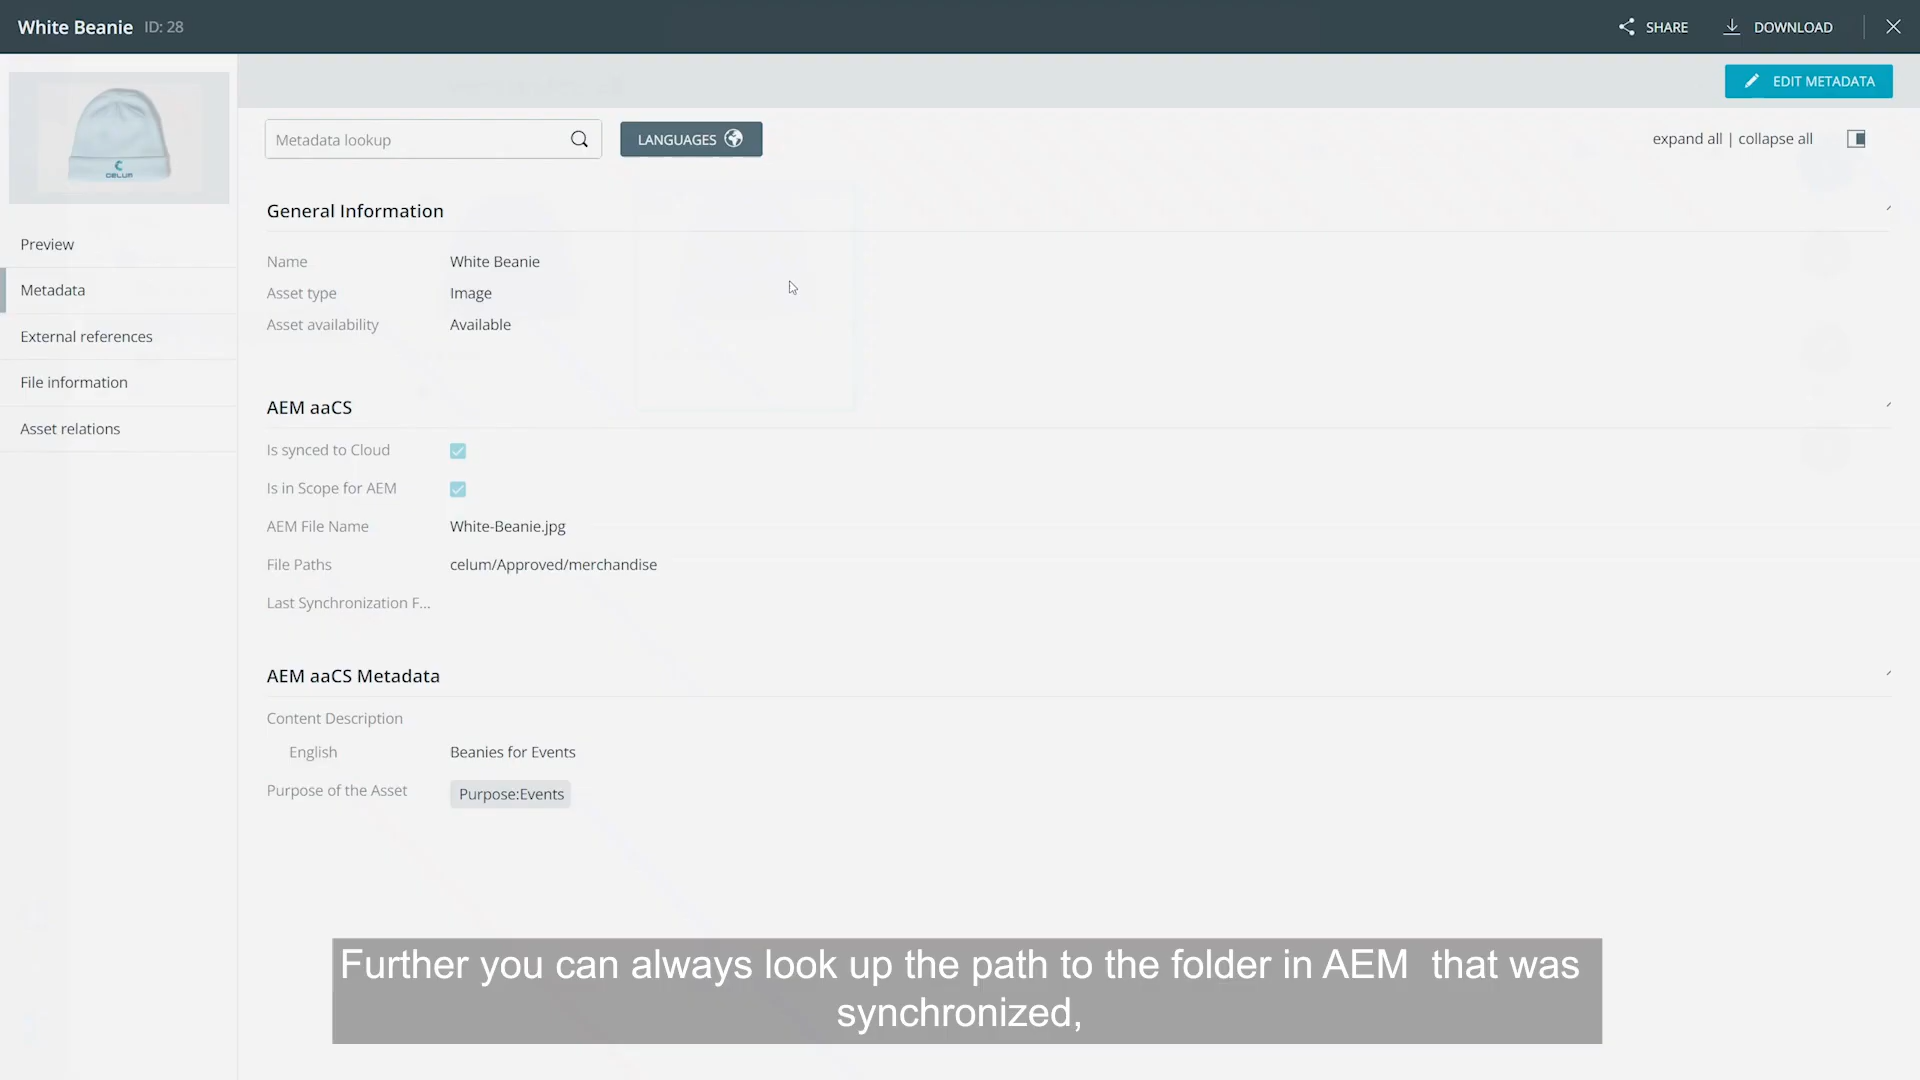 White Beanie ID: 28
SHARE
DOWNLOAD
EDIT METADATA
CELUM
Preview
Metadata
External references
File information
Asset relations
Metadata lookup
LANGUAGES
expand all | collapse all
General Information
Name White Beanie
Asset type Image
Asset availability Available
AEM aaCS
Is synced to Cloud
Is in Scope for AEM
AEM File Name White-Beanie.jpg
File Paths celum/Approved/merchandise
Last Synchronization F...
AEM aaCS Metadata
Content Description
English Beanies for Events
Purpose of the Asset Purpose:Events
Further you can always look up the path to the folder in AEM that was
synchronized,